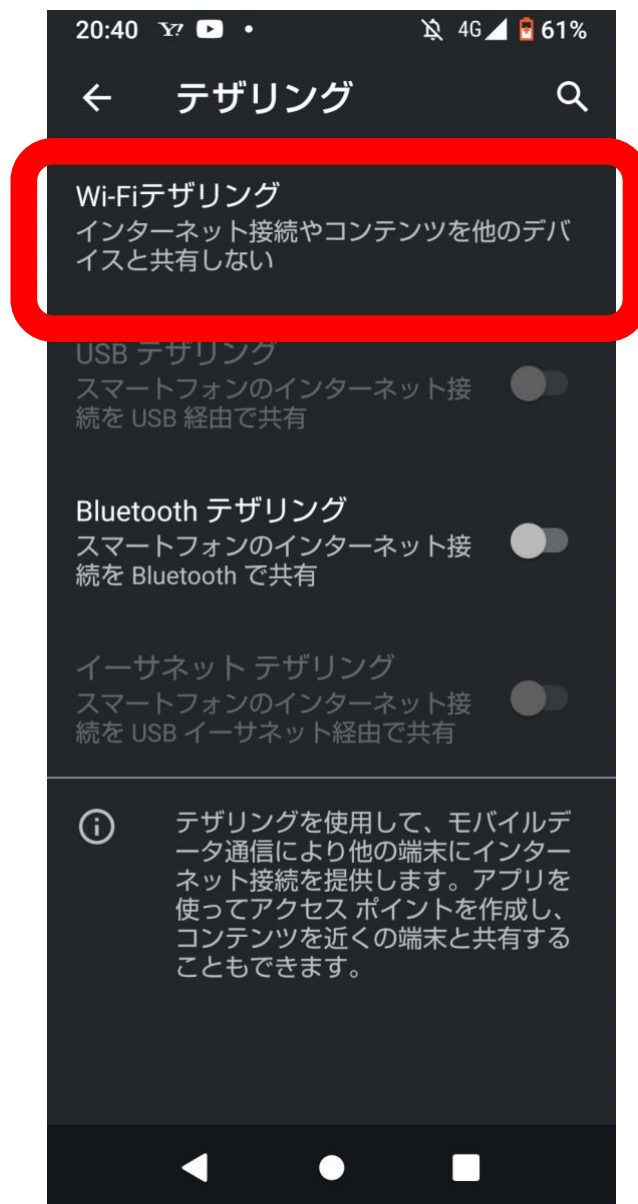 20:40 Y? 4G 61%
テザリング
Wi-Fiテザリング
インターネット接続やコンテンツを他のデバ
イスと共有しない
USB テザリング
スマートフォンのインターネット接
続を USB 経由で共有
Bluetooth テザリング
スマートフォンのインターネット接
続を Bluetooth で共有
イーサネット テザリング
スマートフォンのインターネット接
続を USB イーサネット経由で共有
テザリングを使用して、モバイルデ
ータ通信により他の端末にインター
ネット接続を提供します。アプリを
使ってアクセス ポイントを作成し、
コンテンツを近くの端末と共有する
こともできます。